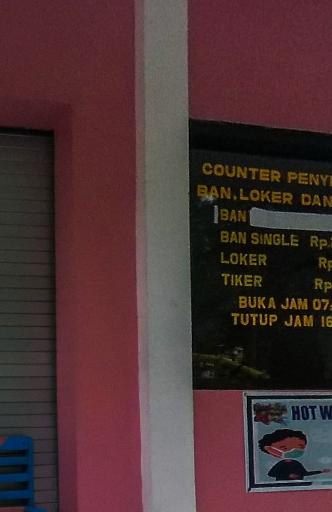 COUNTER PENYE
BAN, LOKER DAN
BAN
BAN SINGLE Rp.
LOKER Rp
TIKER Rp
BUKA JAM 07
TUTUP JAM 16
HOT W